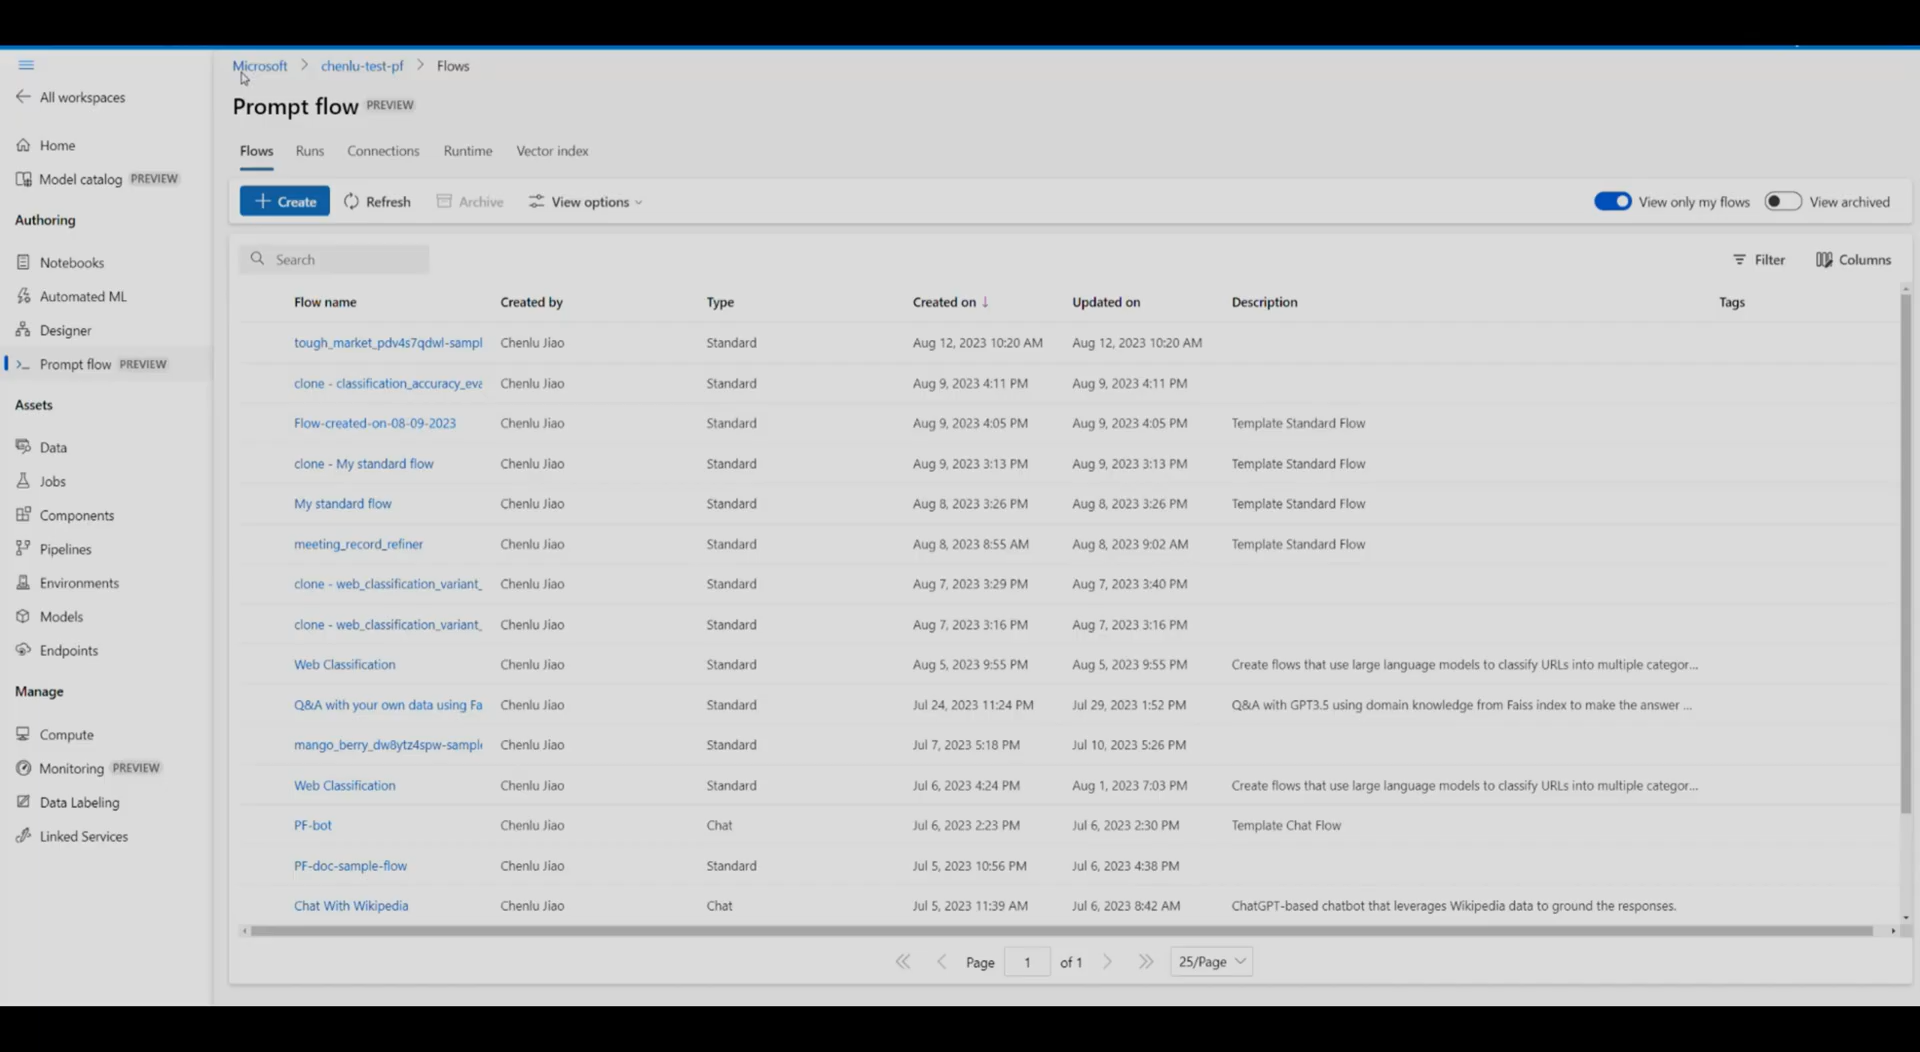 Microsoft > chenlu-test-pf > Flows
All workspaces
Home
Model catalog PREVIEW
Authoring
Notebooks
Automated ML
Designer
Prompt flow PREVIEW
Assets
Data
Jobs
Components
Pipelines
Environments
Models
Endpoints
Manage
Compute
Monitoring PREVIEW
Data Labeling
Linked Services
Prompt flow PREVIEW
Flows Runs Connections Runtime Vector index
Create Refresh Archive View options View only my flows View archived
Search Filter Columns
Flow name Created by Type Created on ↓ Updated on Description Tags
tough_market_pdv4s7qdwl-sampl Chenlu Jiao Standard Aug 12, 2023 10:20 AM Aug 12, 2023 10:20 AM
clone - classification_accuracy_eva Chenlu Jiao Standard Aug 9, 2023 4:11 PM Aug 9, 2023 4:11 PM
Flow-created-on-08-09-2023 Chenlu Jiao Standard Aug 9, 2023 4:05 PM Aug 9, 2023 4:05 PM Template Standard Flow
clone - My standard flow Chenlu Jiao Standard Aug 9, 2023 3:13 PM Aug 9, 2023 3:13 PM Template Standard Flow
My standard flow Chenlu Jiao Standard Aug 8, 2023 3:26 PM Aug 8, 2023 3:26 PM Template Standard Flow
meeting_record_refiner Chenlu Jiao Standard Aug 8, 2023 8:55 AM Aug 8, 2023 9:02 AM Template Standard Flow
clone - web_classification_variant_ Chenlu Jiao Standard Aug 7, 2023 3:29 PM Aug 7, 2023 3:40 PM
clone - web_classification_variant_ Chenlu Jiao Standard Aug 7, 2023 3:16 PM Aug 7, 2023 3:16 PM
Web Classification Chenlu Jiao Standard Aug 5, 2023 9:55 PM Aug 5, 2023 9:55 PM Create flows that use large language models to classify URLs into multiple categor...
Q&A with your own data using Fa Chenlu Jiao Standard Jul 24, 2023 11:24 PM Jul 29, 2023 1:52 PM Q&A with GPT3.5 using domain knowledge from Faiss index to make the answer ...
mango_berry_dw8ytz4spw-sample Chenlu Jiao Standard Jul 7, 2023 5:18 PM Jul 10, 2023 5:26 PM
Web Classification Chenlu Jiao Standard Jul 6, 2023 4:24 PM Aug 1, 2023 7:03 PM Create flows that use large language models to classify URLs into multiple categor...
PF-bot Chenlu Jiao Chat Jul 6, 2023 2:23 PM Jul 6, 2023 2:30 PM Template Chat Flow
PF-doc-sample-flow Chenlu Jiao Standard Jul 5, 2023 10:56 PM Jul 6, 2023 4:38 PM
Chat With Wikipedia Chenlu Jiao Chat Jul 5, 2023 11:39 AM Jul 6, 2023 8:42 AM ChatGPT-based chatbot that leverages Wikipedia data to ground the responses.
Page 1 of 1 25/Page